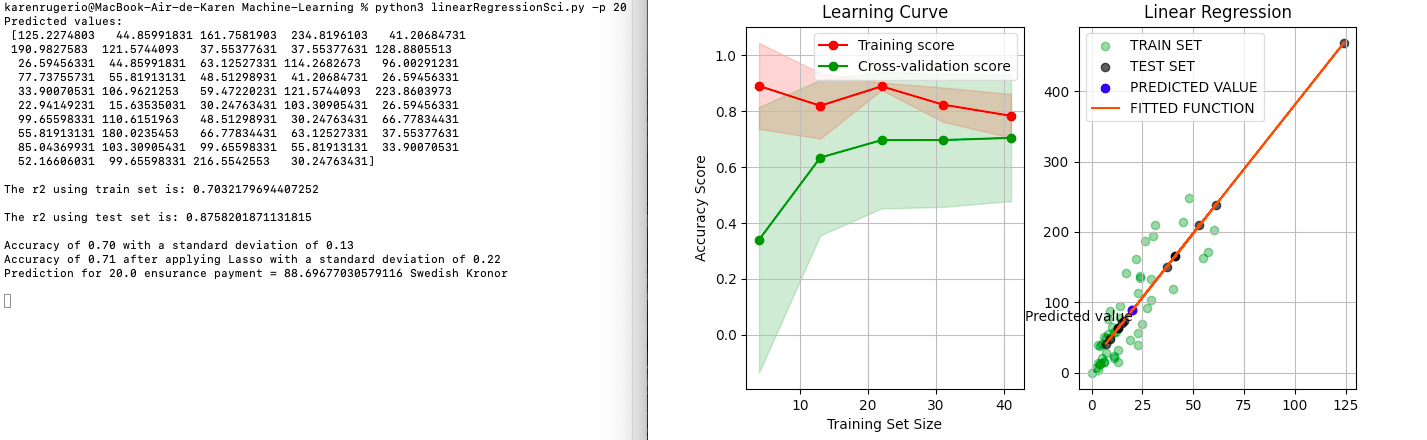 karenrugerio@MacBook-Air-de-Karen Machine-Learning % python3 linearRegressionSci.py -p 20
Predicted values:
[125.2274803 44.85991831 161.7581903 234.8196103 41.20684731
190.9827583 121.5744093 37.55377631 37.55377631 128.8805513
26.59456331 44.85991831 63.12527331 114.2682673 96.00291231
77.73755731 55.81913131 48.51298931 41.20684731 26.59456331
33.90070531 106.9621253 59.47220231 121.5744093 223.8603973
22.94149231 15.63535031 30.24763431 103.30905431 26.59456331
99.65598331 110.6151963 48.51298931 30.24763431 66.77834431
55.81913131 180.0235453 66.77834431 63.12527331 37.55377631
85.04369931 103.30905431 99.65598331 55.81913131 33.90070531
52.16606031 99.65598331 216.5542553 30.24763431]
The r2 using train set is: 0.7032179694407252
The r2 using test set is: 0.8758201871131815
Accuracy of 0.70 with a standard deviation of 0.13
Accuracy of 0.71 after applying Lasso with a standard deviation of 0.22
Prediction for 20.0 ensurance payment = 88.69677030579116 Swedish Kronor
Learning Curve
Training score
Cross-validation score
Accuracy Score
1.0
0.8
0.6
0.4
0.2
0.0
10 20 30 40
Training Set Size
Linear Regression
TRAIN SET
TEST SET
PREDICTED VALUE
FITTED FUNCTION
400
300
200
100
0
Predicted value
0 25 50 75 100 125